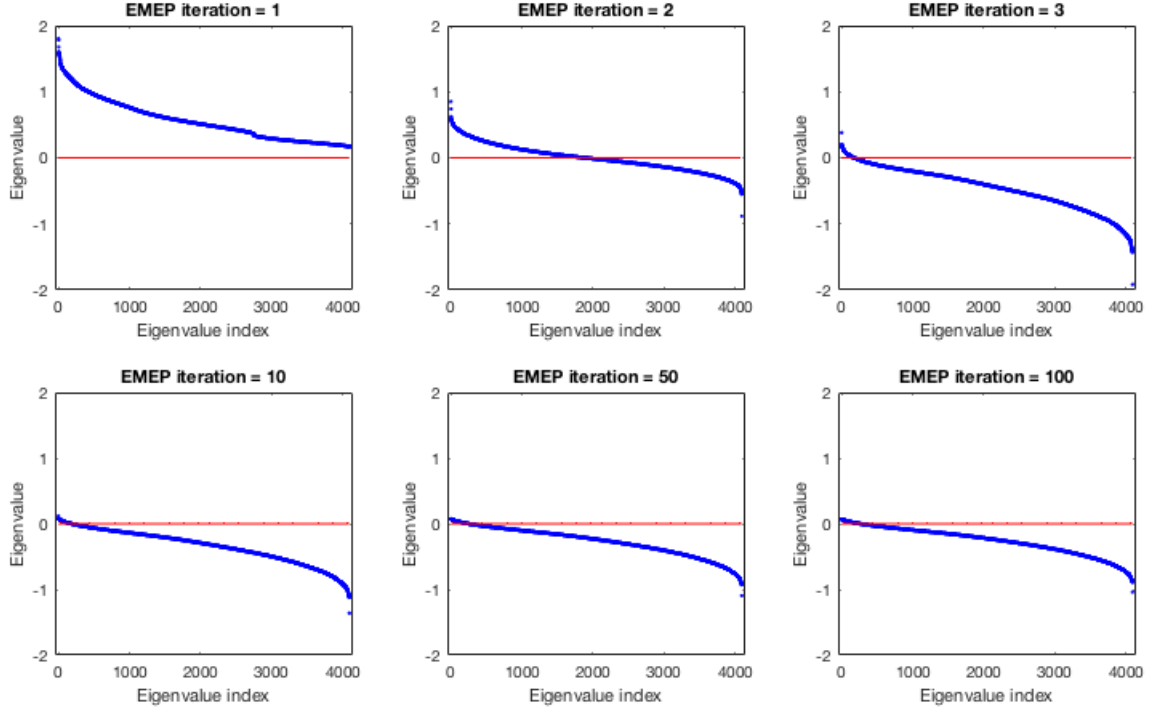 EMEP iteration = 1
2
1
0
-1
-2
Eigenvalue
0 1000 2000 3000 4000
Eigenvalue index
EMEP iteration = 2
2
1
0
-1
-2
Eigenvalue
0 1000 2000 3000 4000
Eigenvalue index
EMEP iteration = 3
2
1
0
-1
-2
Eigenvalue
0 1000 2000 3000 4000
Eigenvalue index
EMEP iteration = 10
2
1
0
-1
-2
Eigenvalue
0 1000 2000 3000 4000
Eigenvalue index
EMEP iteration = 50
2
1
0
-1
-2
Eigenvalue
0 1000 2000 3000 4000
Eigenvalue index
EMEP iteration = 100
2
1
0
-1
-2
Eigenvalue
0 1000 2000 3000 4000
Eigenvalue index